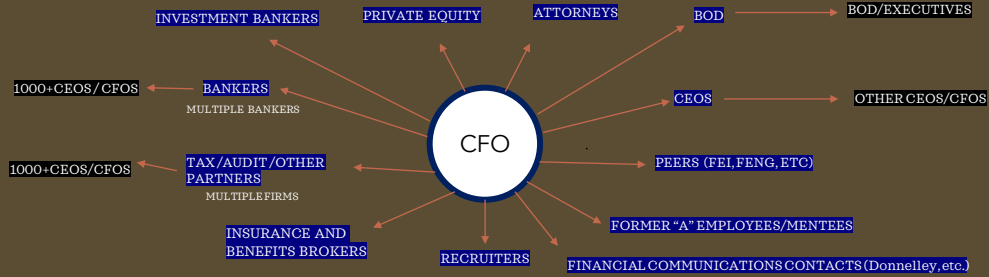 INVESTMENT BANKERS
PRIVATE EQUITY
ATTORNEYS
BOD
BOD/EXECUTIVES
1000+CEOS / CFOS
BANKERS
MULTIPLE BANKERS
CEOS
OTHER CEOS/CFOS
CFO
1000+CEOS/CFOS
TAX/AUDIT/OTHER
PARTNERS
MULTIPLE FIRMS
PEERS (FEI, FENG, ETC)
INSURANCE AND
BENEFITS BROKERS
RECRUITERS
FORMER “A” EMPLOYEES/MENTEES
FINANCIAL COMMUNICATIONS CONTACTS (Donnelley, etc.)